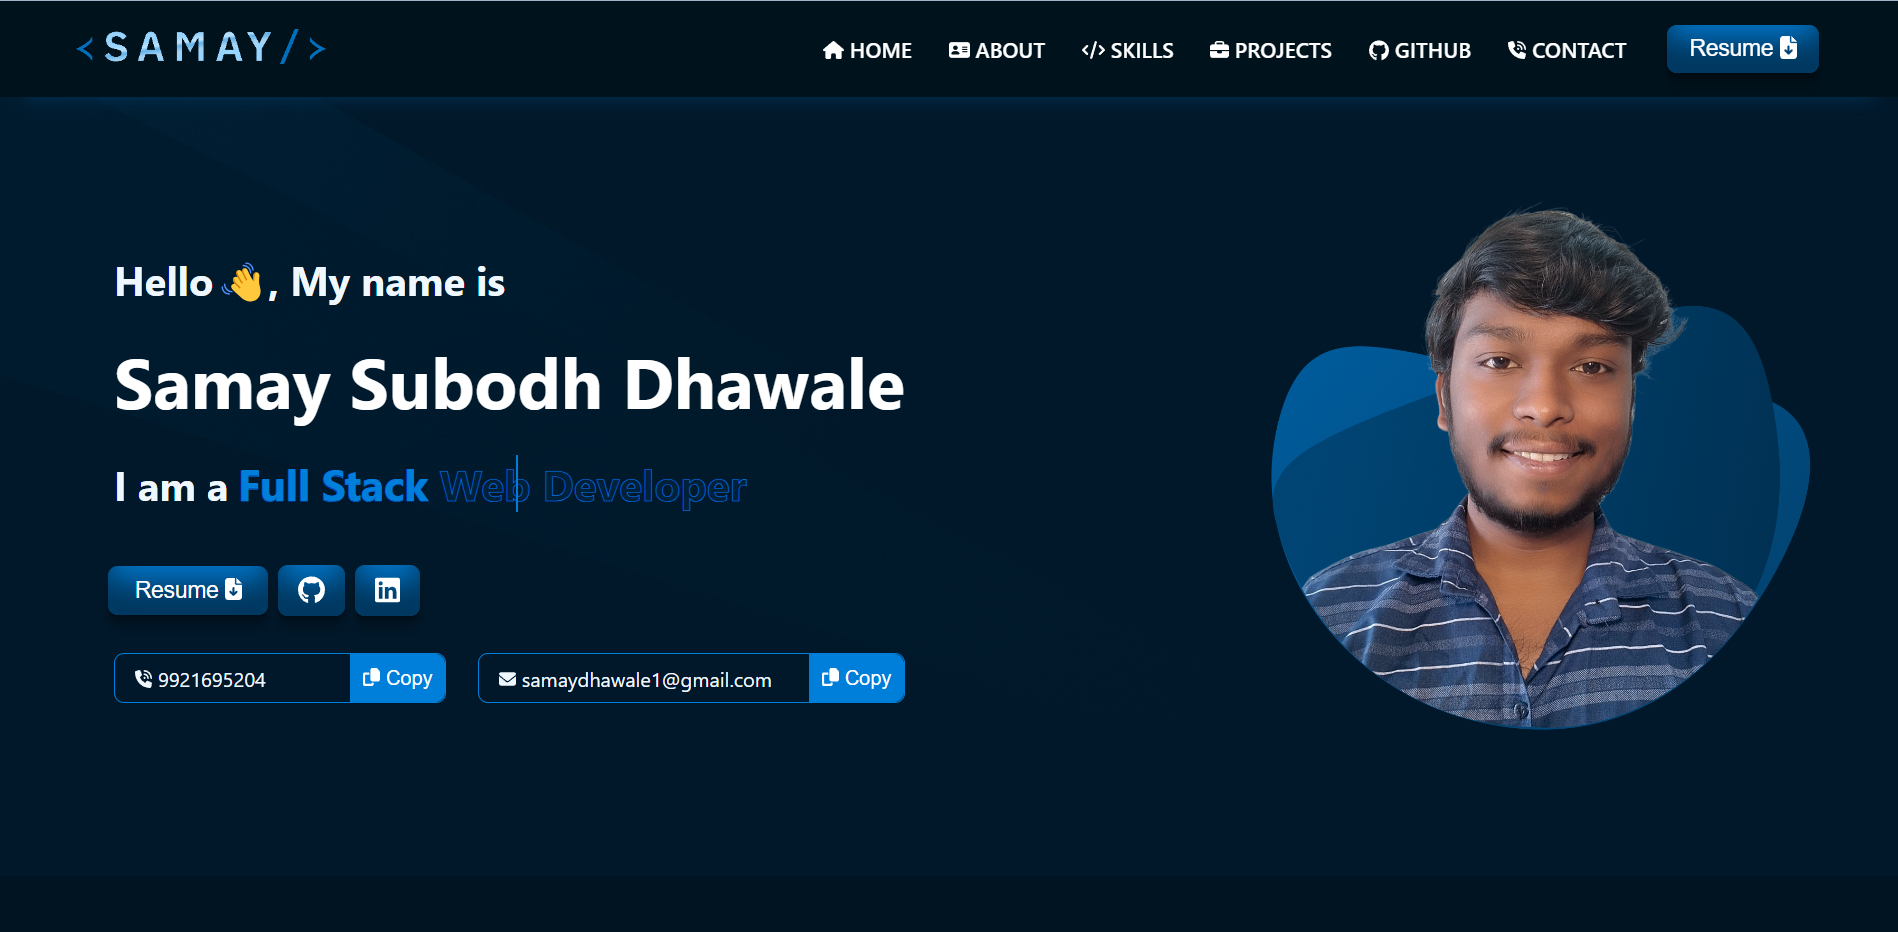 <SAMAY/>
HOME ABOUT </> SKILLS PROJECTS GITHUB CONTACT Resume
Hello 👋, My name is
Samay Subodh Dhawale
I am a Full Stack Web Developer
Resume in
9921695204 Copy samaydhawale1@gmail.com Copy